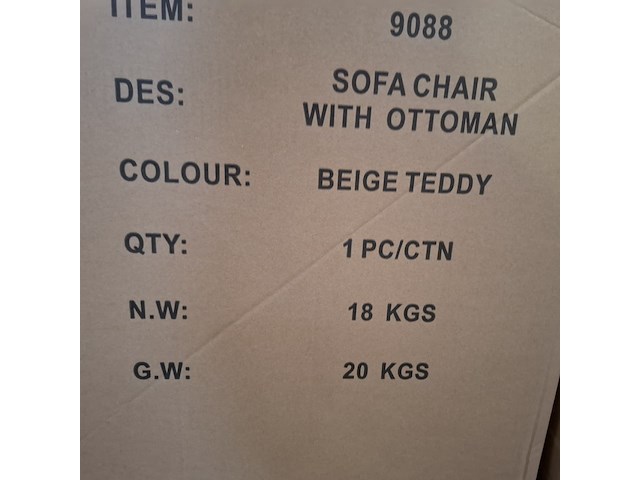 ITEM: 9088
DES: SOFA CHAIR
WITH OTTOMAN
COLOUR: BEIGE TEDDY
QTY: 1 PC/CTN
N.W: 18 KGS
G.W: 20 KGS